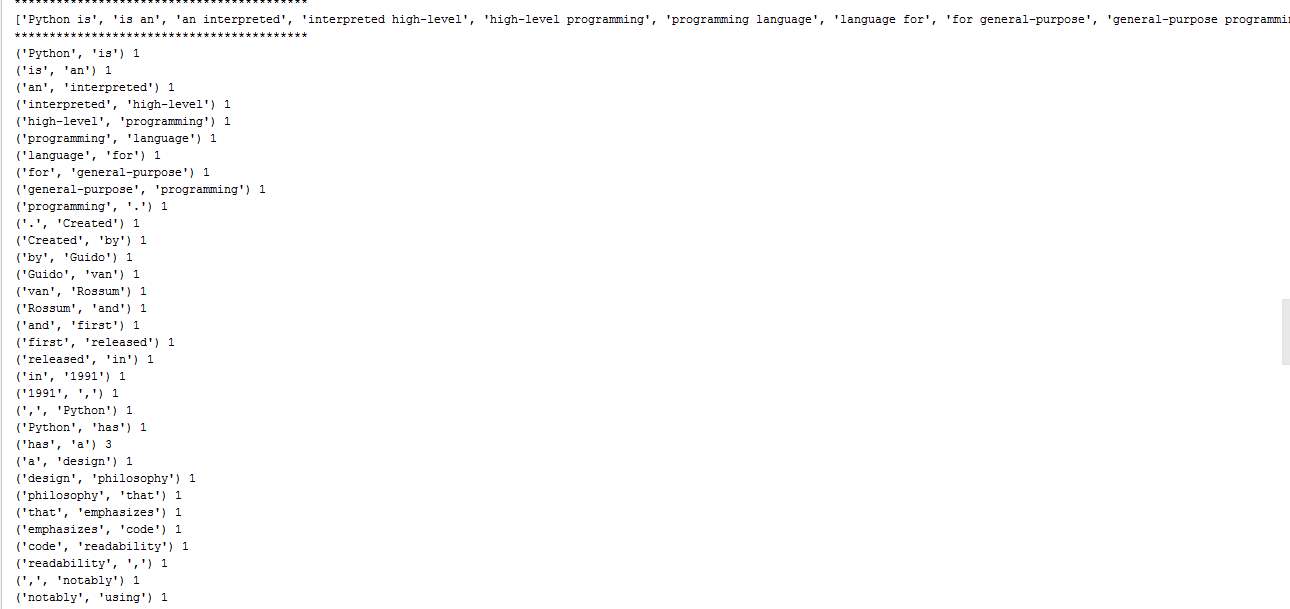 ******************************************
['Python is', 'is an', 'an interpreted', 'interpreted high-level', 'high-level programming', 'programming language', 'language for', 'for general-purpose', 'general-purpose programmi
******************************************
('Python', 'is') 1
('is', 'an') 1
('an', 'interpreted') 1
('interpreted', 'high-level') 1
('high-level', 'programming') 1
('programming', 'language') 1
('language', 'for') 1
('for', 'general-purpose') 1
('general-purpose', 'programming') 1
('programming', '.') 1
('.', 'Created') 1
('Created', 'by') 1
('by', 'Guido') 1
('Guido', 'van') 1
('van', 'Rossum') 1
('Rossum', 'and') 1
('and', 'first') 1
('first', 'released') 1
('released', 'in') 1
('in', '1991') 1
('1991', ',') 1
(',', 'Python') 1
('Python', 'has') 1
('has', 'a') 3
('a', 'design') 1
('design', 'philosophy') 1
('philosophy', 'that') 1
('that', 'emphasizes') 1
('emphasizes', 'code') 1
('code', 'readability') 1
('readability', ',') 1
(',', 'notably') 1
('notably', 'using') 1